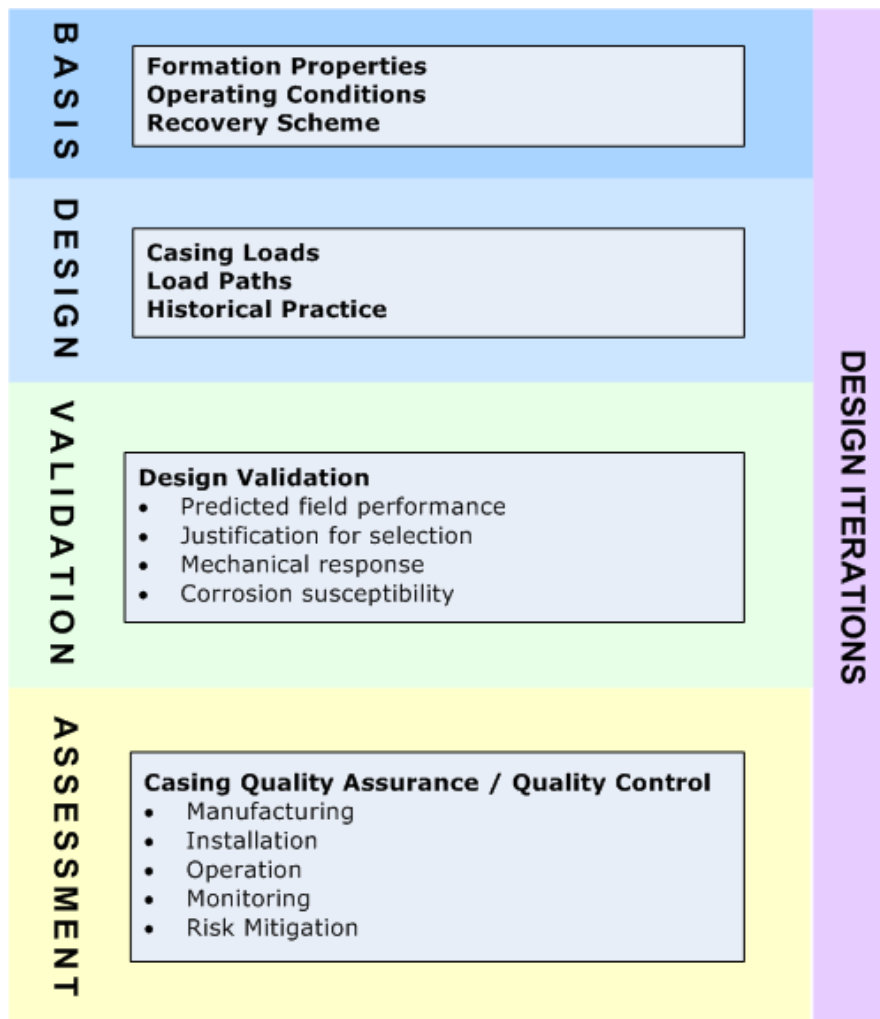 BASIS
Formation Properties
Operating Conditions
Recovery Scheme
DESIGN
Casing Loads
Load Paths
Historical Practice
VALIDATION
Design Validation
• Predicted field performance
• Justification for selection
• Mechanical response
• Corrosion susceptibility
ASSESSMENT
Casing Quality Assurance / Quality Control
• Manufacturing
• Installation
• Operation
• Monitoring
• Risk Mitigation
DESIGN ITERATIONS